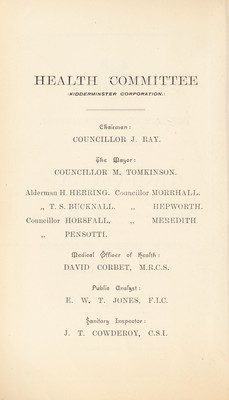 HEALTH COMMITTEE
(KIDDERMINSTER CORPORATION.)
Chairman:
COUNCILLOR J. RAY.
The Mayor:
COUNCILLOR M. TOMKINSON.
Alderman H. HERRING. Councillor MORRHALL.
„ T. S. BUCKNALL. „ HEPWORTH.
Councillor HORSFALL, „ MEREDITH.
„ PENSOTTI.
Medical Officer of Health:
DAVID CORBET, M.R.C.S.
Public Analyst:
E. W. T. JONES, F.I.C.
Sanitary Inspector:
J. T. COWDEROY, C.S.I.